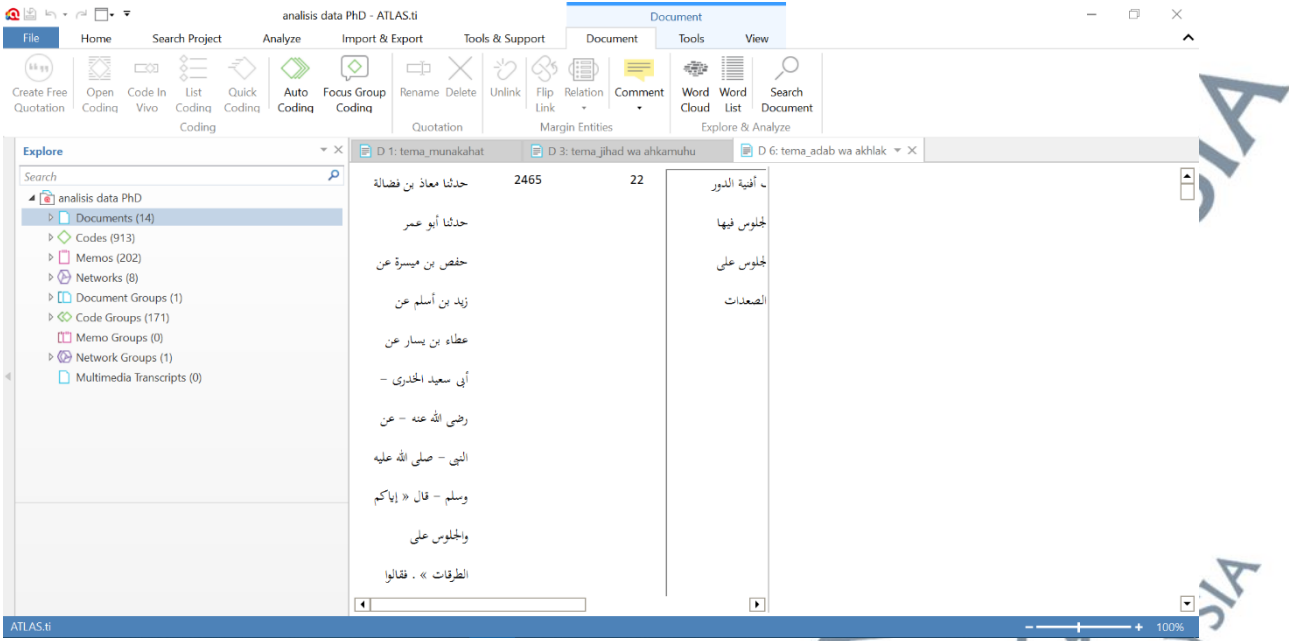 analisis data PhD - ATLAS.ti
Document
File Home Search Project Analyze Import & Export Tools & Support Document Tools View
Create Free Quotation
Open Coding
Code In Vivo
List Coding
Quick Coding
Auto Coding
Focus Group Coding
Rename Delete
Unlink
Flip Link
Relation
Comment
Word Cloud
Word List
Search Document
Coding Quotation Margin Entities Explore & Analyze
Explore
Search
analisis data PhD
Documents (14)
Codes (913)
Memos (202)
Networks (8)
Document Groups (1)
Code Groups (171)
Memo Groups (0)
Network Groups (1)
Multimedia Transcripts (0)
D 1: tema_munakahat D 3: tema_jihad wa ahkamuhu D 6: tema_adab wa akhlak
ب أفنية الدور
لجلوس فيها
لجلوس على
الصعدات
22
2465
حدثنا معاذ بن فضالة
حدثنا أبو عمر
حفص بن ميسرة عن
زيد بن أسلم عن
عطاء بن يسار عن
أبى سعيد الخدرى –
رضى الله عنه – عن
النبى – صلى الله عليه
وسلم – قال « إياكم
والجلوس على
الطرقات » . فقالوا
ATLAS.ti
100%